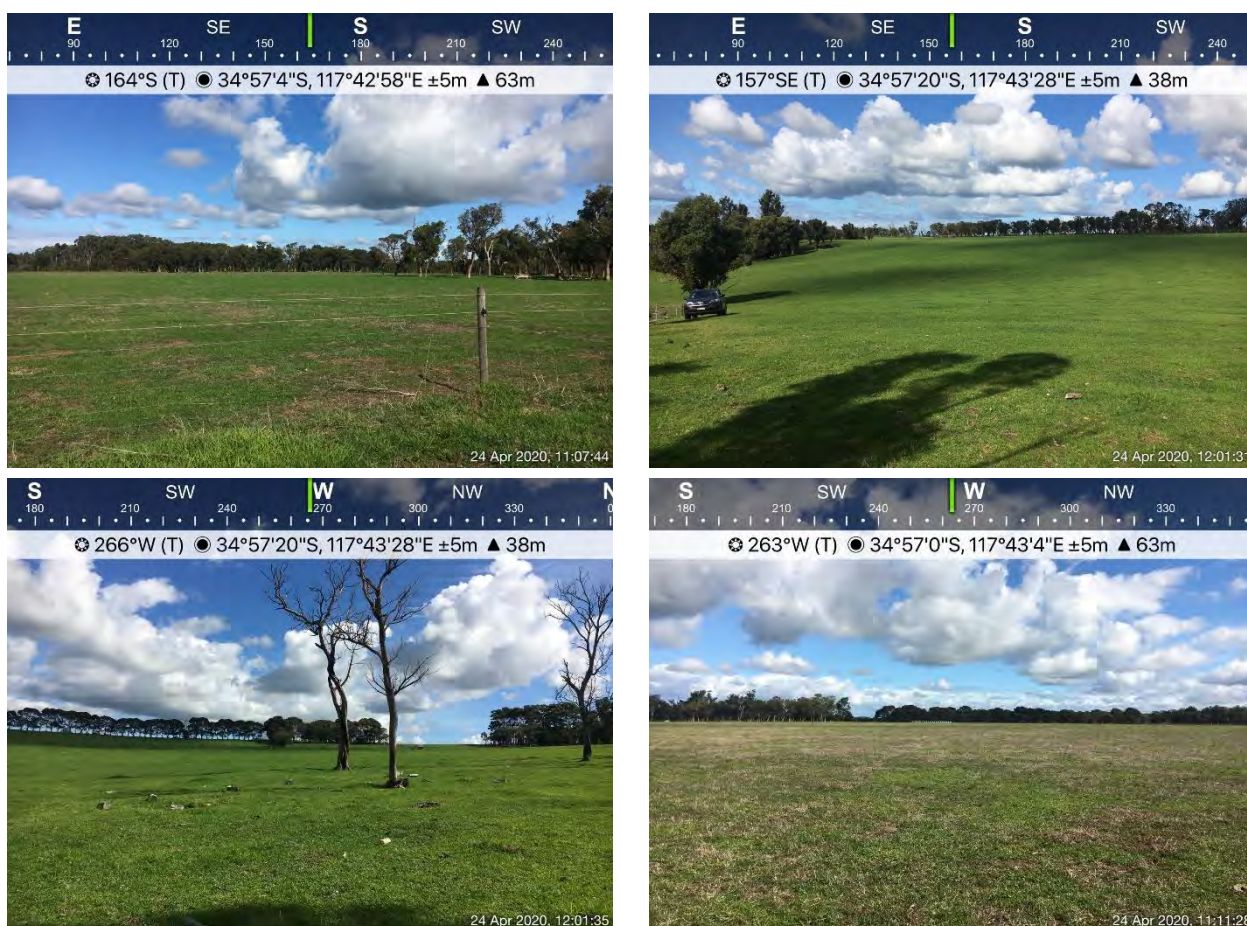 E SE S SW
90 120 150 180 210 240
164°S (T) 34°57'4"S, 117°42'58"E ±5m ▲ 63m
24 Apr 2020, 11:07:44
E SE S SW
90 120 150 180 210 240
157°SE (T) 34°57'20"S, 117°43'28"E ±5m ▲ 38m
24 Apr 2020, 12:01:31
S SW W NW N
180 210 240 270 300 330 0
266°W (T) 34°57'20"S, 117°43'28"E ±5m ▲ 38m
24 Apr 2020, 12:01:35
S SW W NW
180 210 240 270 300 330
263°W (T) 34°57'0"S, 117°43'4"E ±5m ▲ 63m
24 Apr 2020, 11:11:28